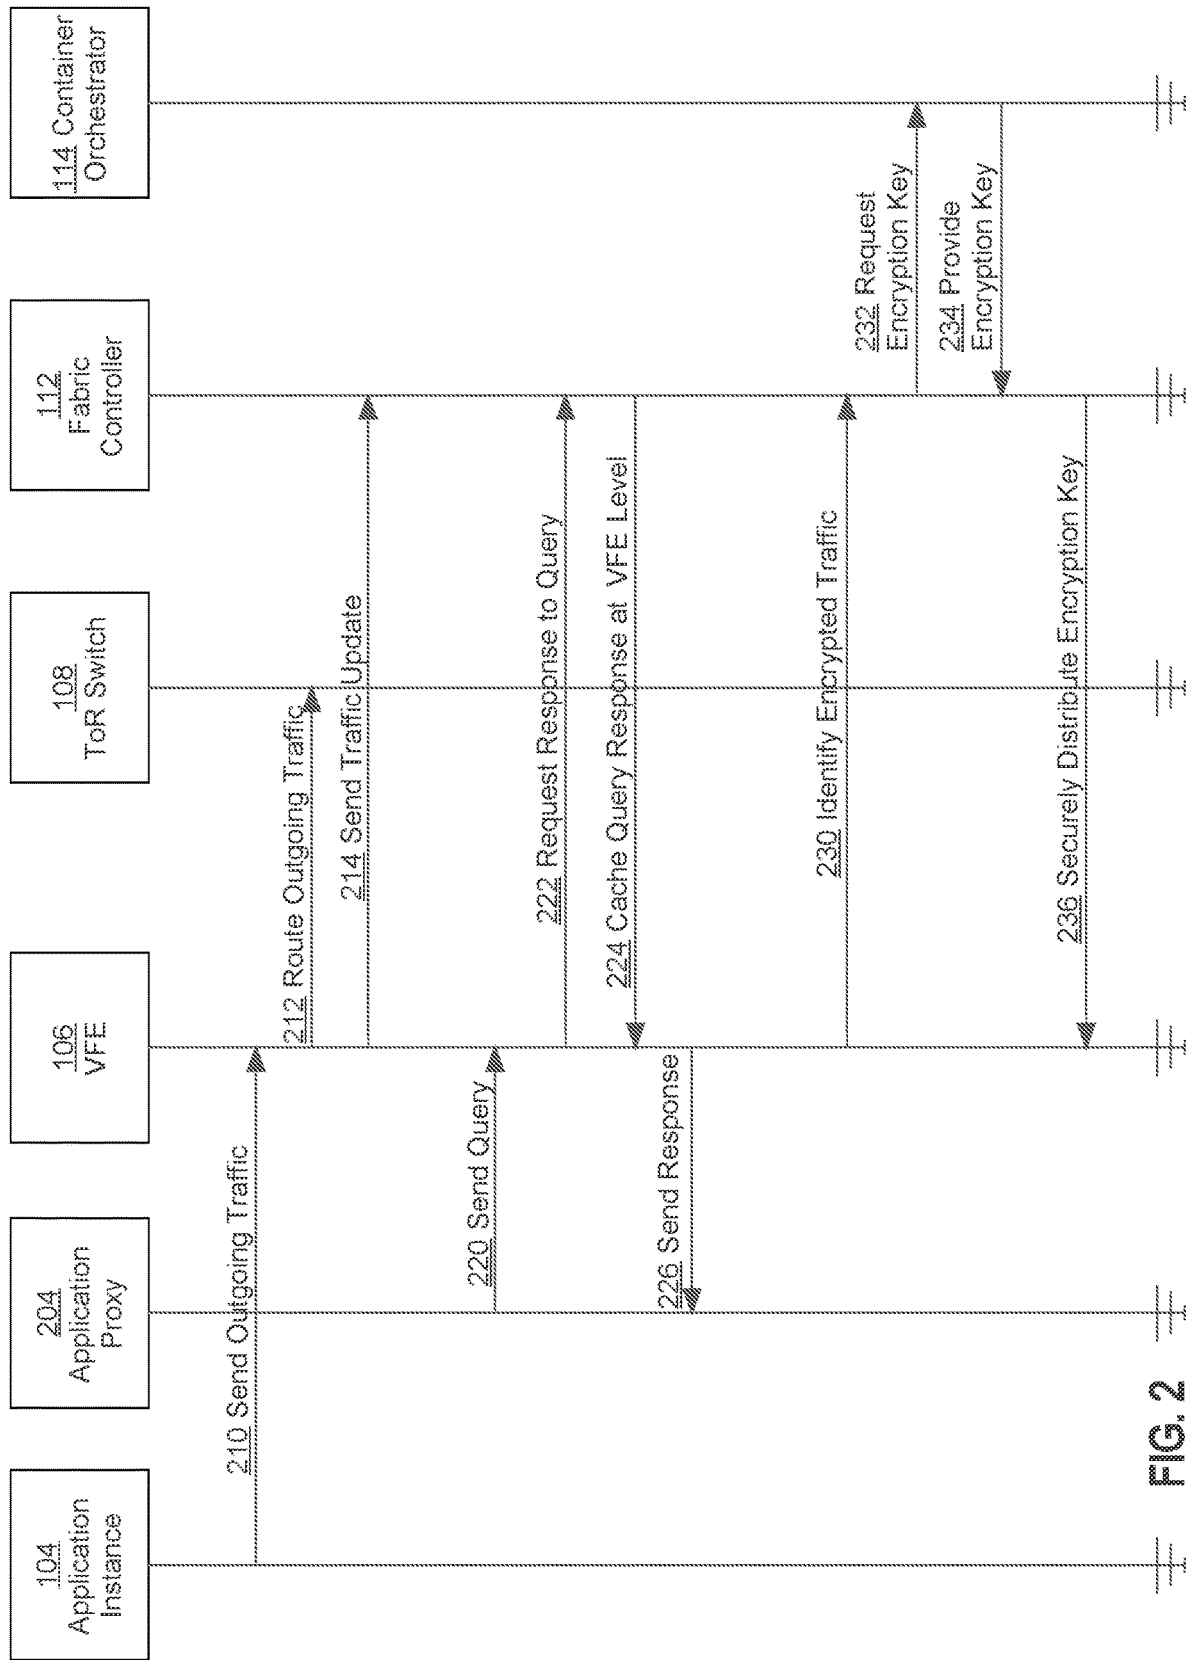 104
Application
Instance
204
Application
Proxy
106
VFE
108
ToR Switch
112
Fabric
Controller
114 Container
Orchestrator
210 Send Outgoing Traffic
212 Route Outgoing Traffic
214 Send Traffic Update
220 Send Query
222 Request Response to Query
224 Cache Query Response at VFE Level
226 Send Response
230 Identify Encrypted Traffic
232 Request
Encryption Key
234 Provide
Encryption Key
236 Securely Distribute Encryption Key
FIG. 2